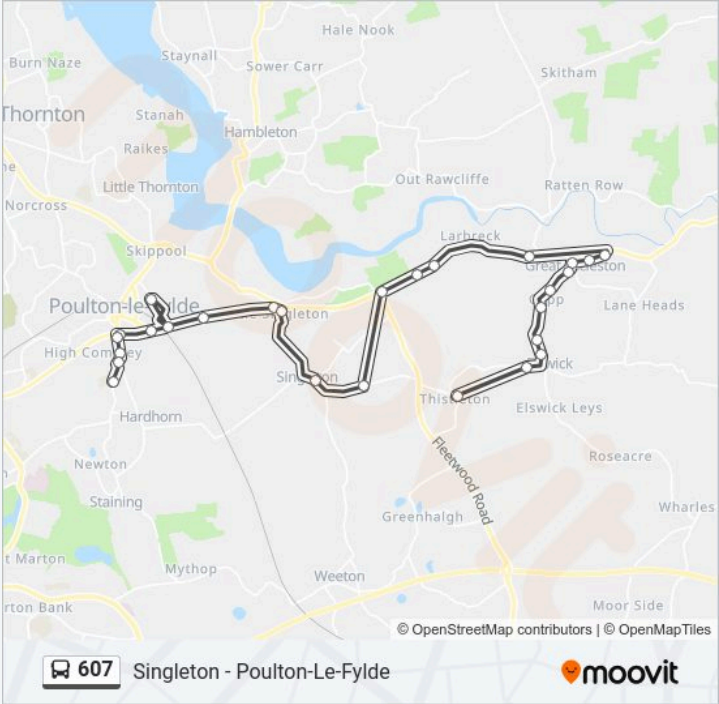 Hale Nook
Burn Naze
Staynall
Sower Carr
Skitham
Thornton
Stanah
Hambleton
Raikes
Little Thornton
Out Rawcliffe
Ratten Row
Norcross
Larbreck
Skippool
Poulton-le-Fylde
Lane Heads
Singleton
High Com
Thistleton
Elswick Leys
Hardhorn
Fleetwood Road
Roseacre
Newton
Staining
Wharles
Greenhalgh
t Marton
Mythop
Weeton
rton Bank
Moor Side
© OpenStreetMap contributors | © OpenMapTiles
607 Singleton - Poulton-Le-Fylde
moovit